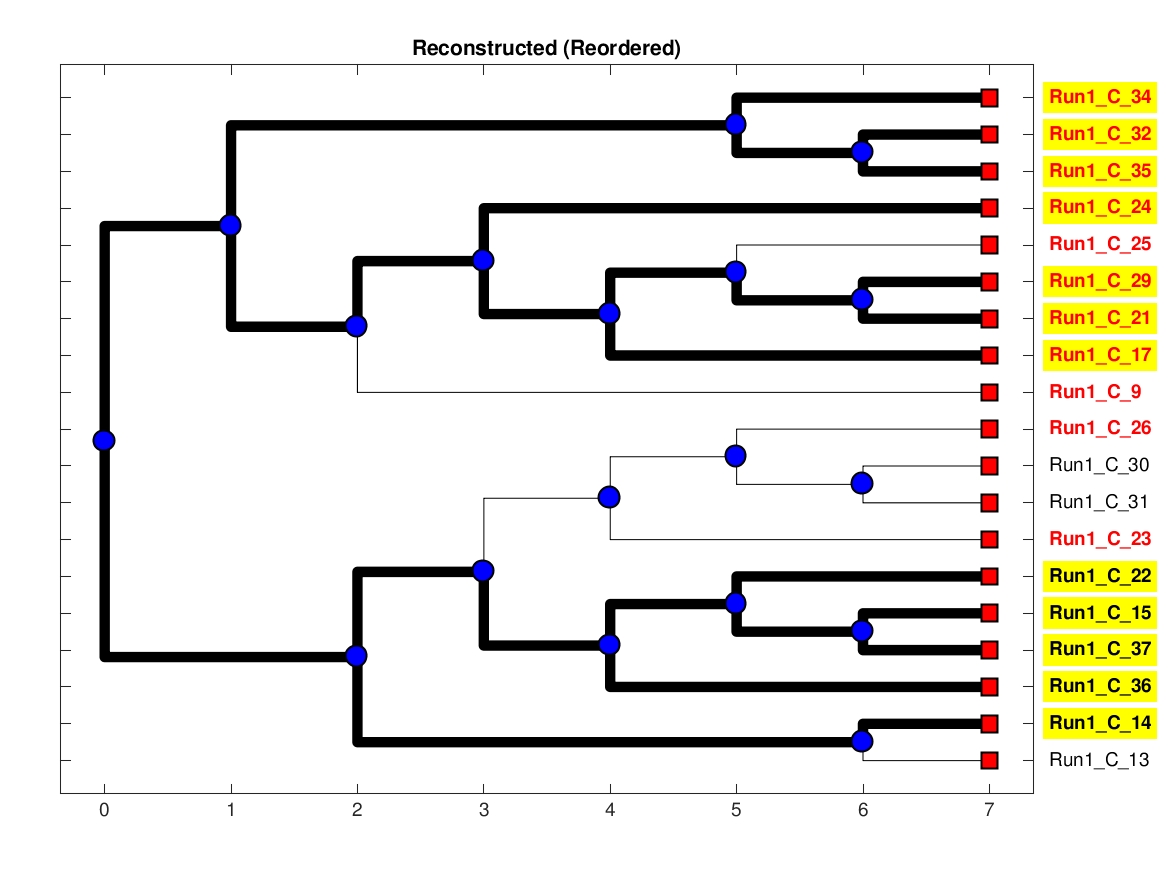 Reconstructed (Reordered)
Run1_C_34
Run1_C_32
Run1_C_35
Run1_C_24
Run1_C_25
Run1_C_29
Run1_C_21
Run1_C_17
Run1_C_9
Run1_C_26
Run1_C_30
Run1_C_31
Run1_C_23
Run1_C_22
Run1_C_15
Run1_C_37
Run1_C_36
Run1_C_14
Run1_C_13
0 1 2 3 4 5 6 7